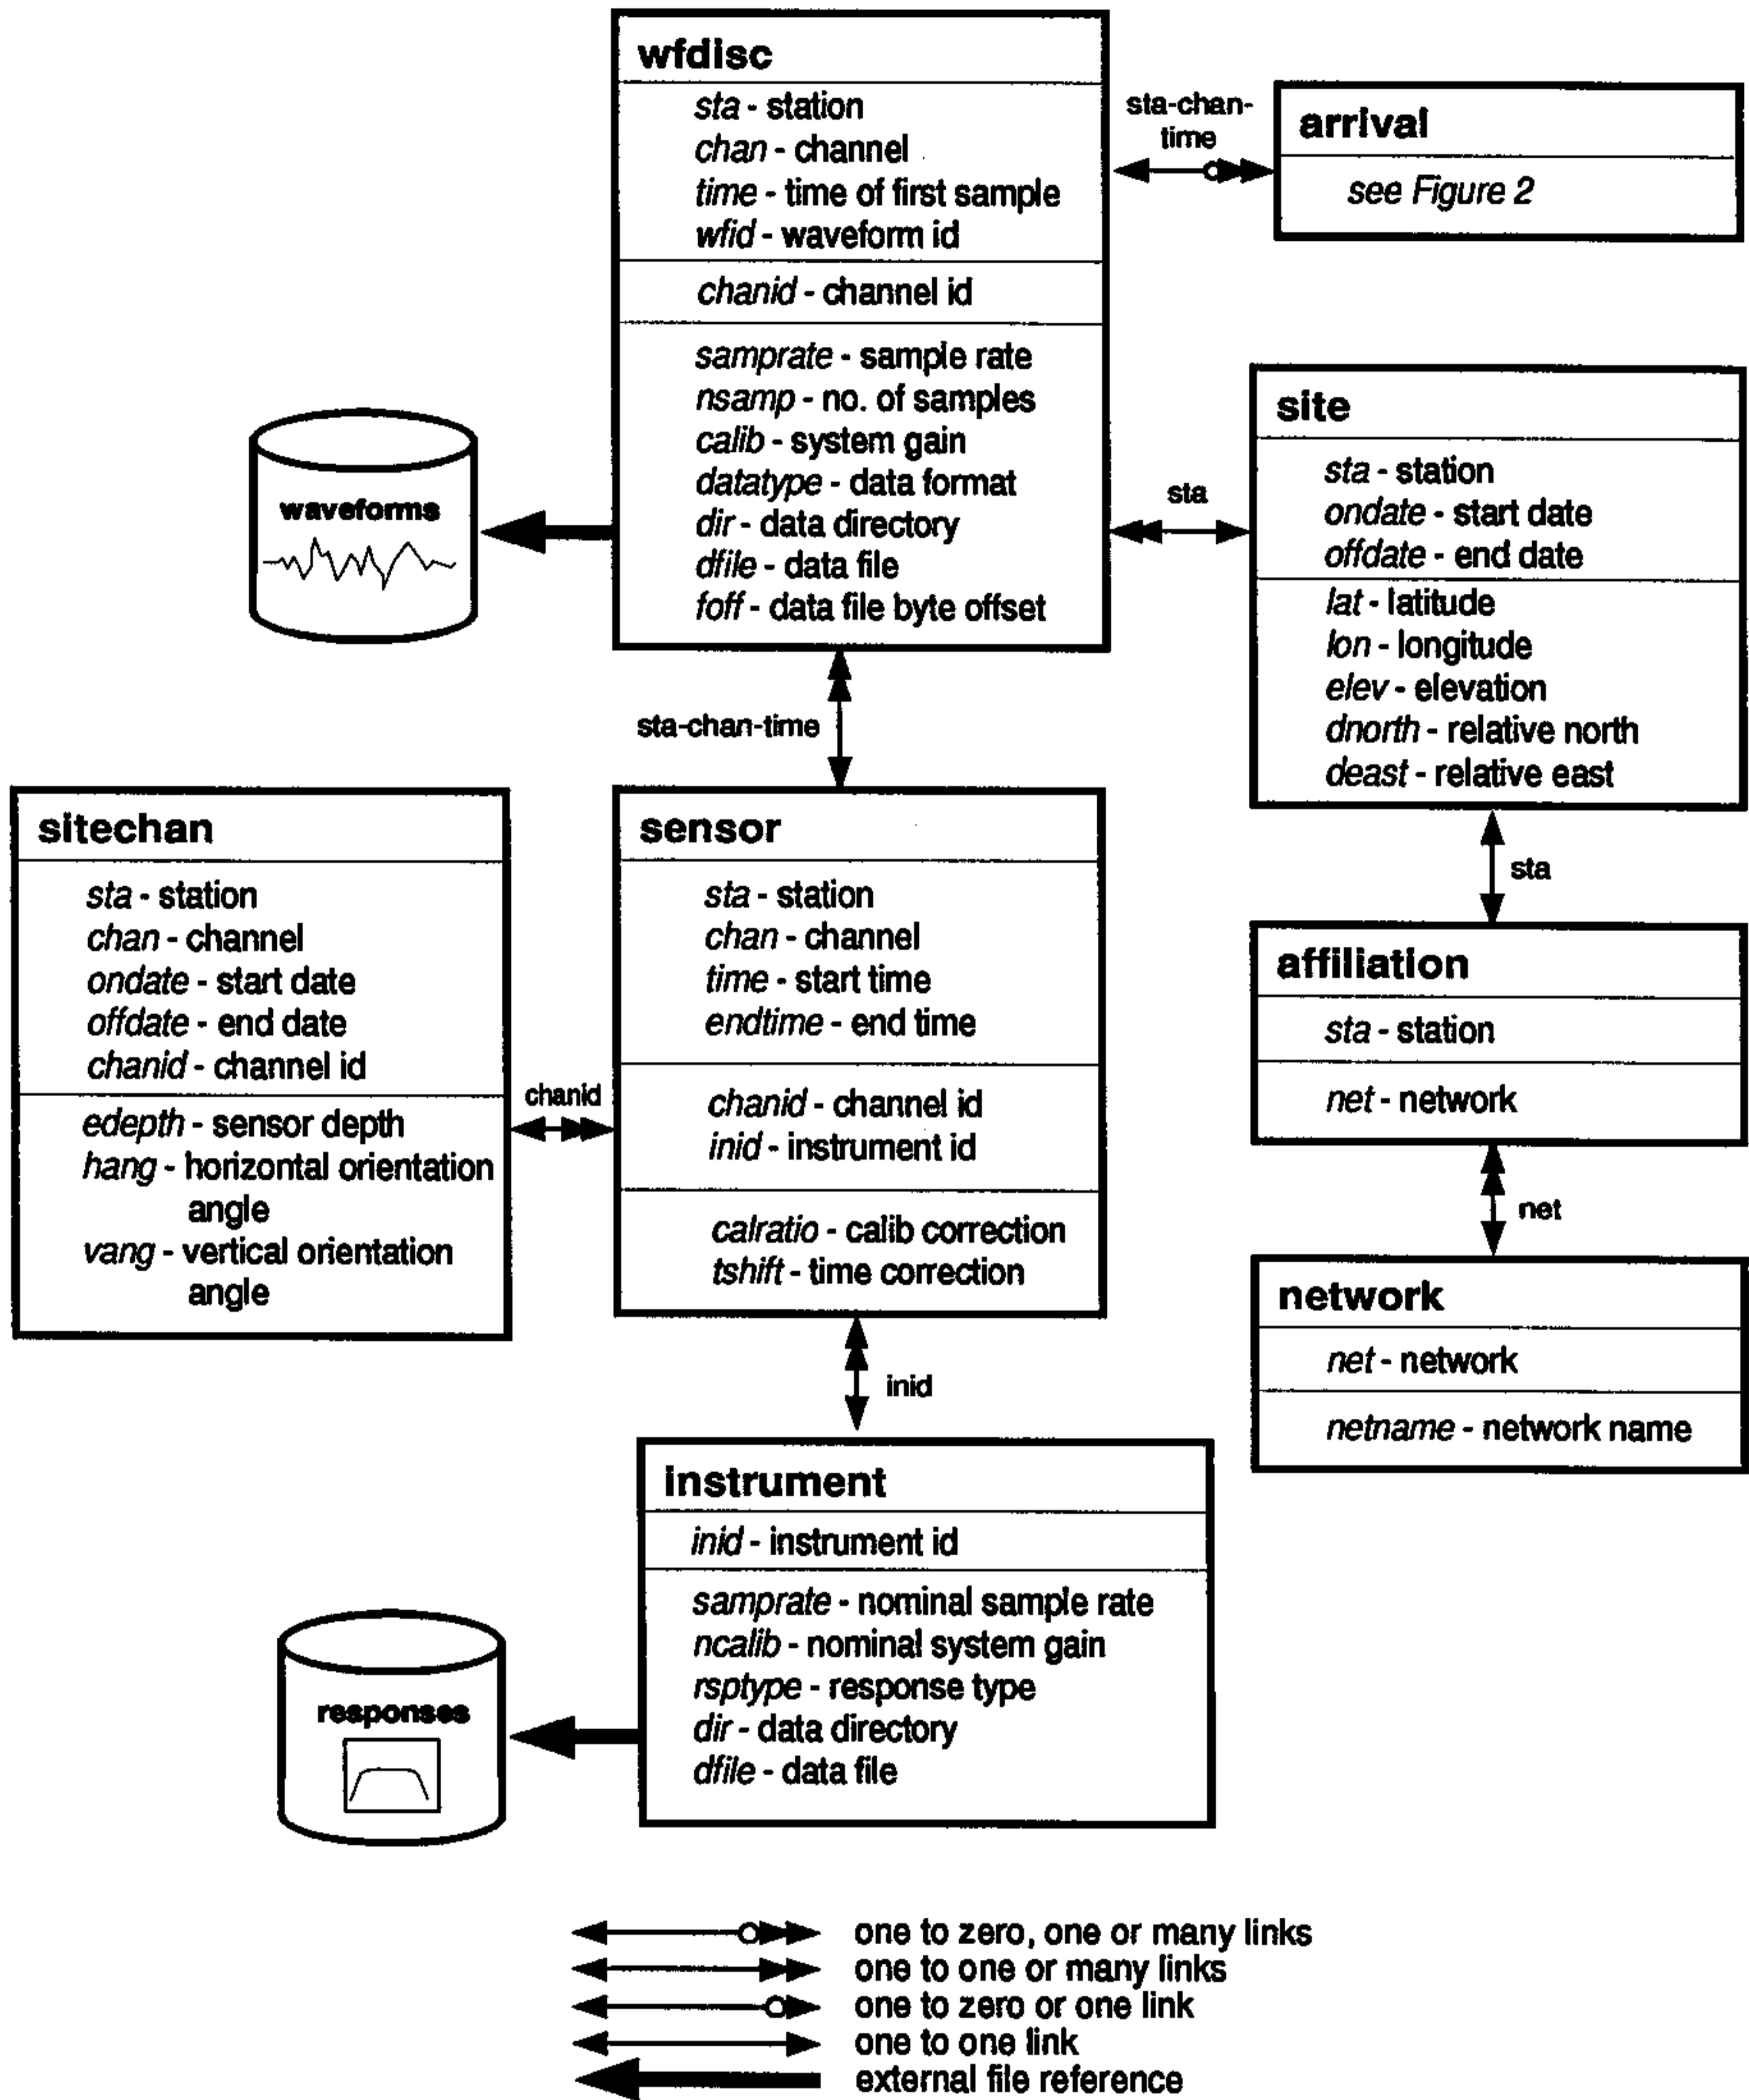 wfdisc
sta - station
chan - channel
time - time of first sample
wfid - waveform id
chanid - channel id
samprate - sample rate
nsamp - no. of samples
calib - system gain
datatype - data format
dir - data directory
dfile - data file
foff - data file byte offset
sta-chan-
time
arrival
see Figure 2
waveforms
sta
site
sta - station
ondate - start date
offdate - end date
lat - latitude
lon - longitude
elev - elevation
dnorth - relative north
deast - relative east
sta-chan-time
sta
sitechan
sta - station
chan - channel
ondate - start date
offdate - end date
chanid - channel id
edepth - sensor depth
hang - horizontal orientation
angle
vang - vertical orientation
angle
chanid
sensor
sta - station
chan - channel
time - start time
endtime - end time
chanid - channel id
inid - instrument id
calratio - calib correction
tshift - time correction
affiliation
sta - station
net - network
net
network
net - network
netname - network name
inid
instrument
inid - instrument id
samprate - nominal sample rate
ncalib - nominal system gain
rsptype - response type
dir - data directory
dfile - data file
responses
one to zero, one or many links
one to one or many links
one to zero or one link
one to one link
external file reference